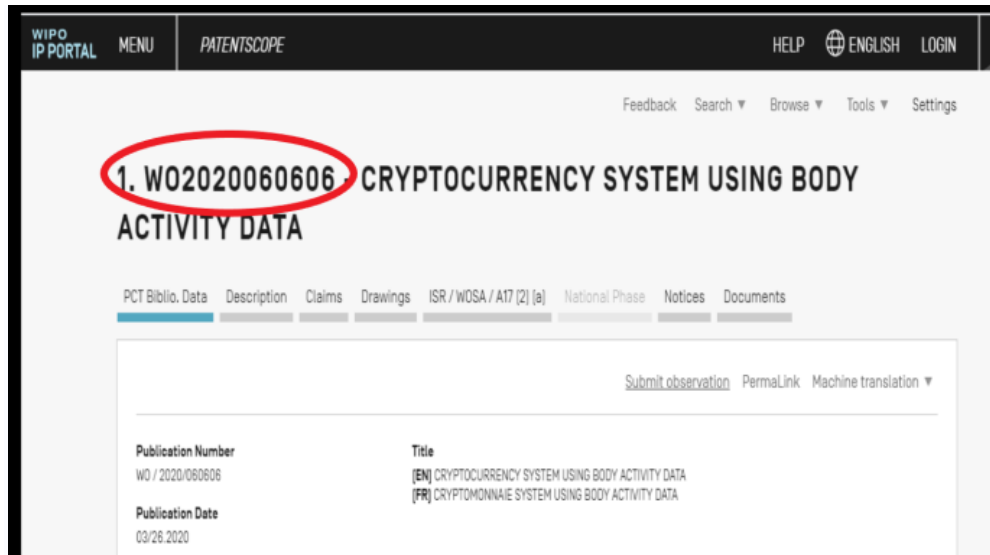 WIPO
IP PORTAL MENU PATENTSCOPE HELP ENGLISH LOGIN
Feedback Search ▼ Browse ▼ Tools ▼ Settings
1. WO2020060606 - CRYPTOCURRENCY SYSTEM USING BODY
ACTIVITY DATA
PCT Biblio. Data Description Claims Drawings ISR / WOSA / A17 [2] [a] National Phase Notices Documents
Submit observation PermaLink Machine translation ▼
Publication Number
WO / 2020/060606
Publication Date
03/26.2020
Title
[EN] CRYPTOCURRENCY SYSTEM USING BODY ACTIVITY DATA
[FR] CRYPTOMONNAIE SYSTEM USING BODY ACTIVITY DATA